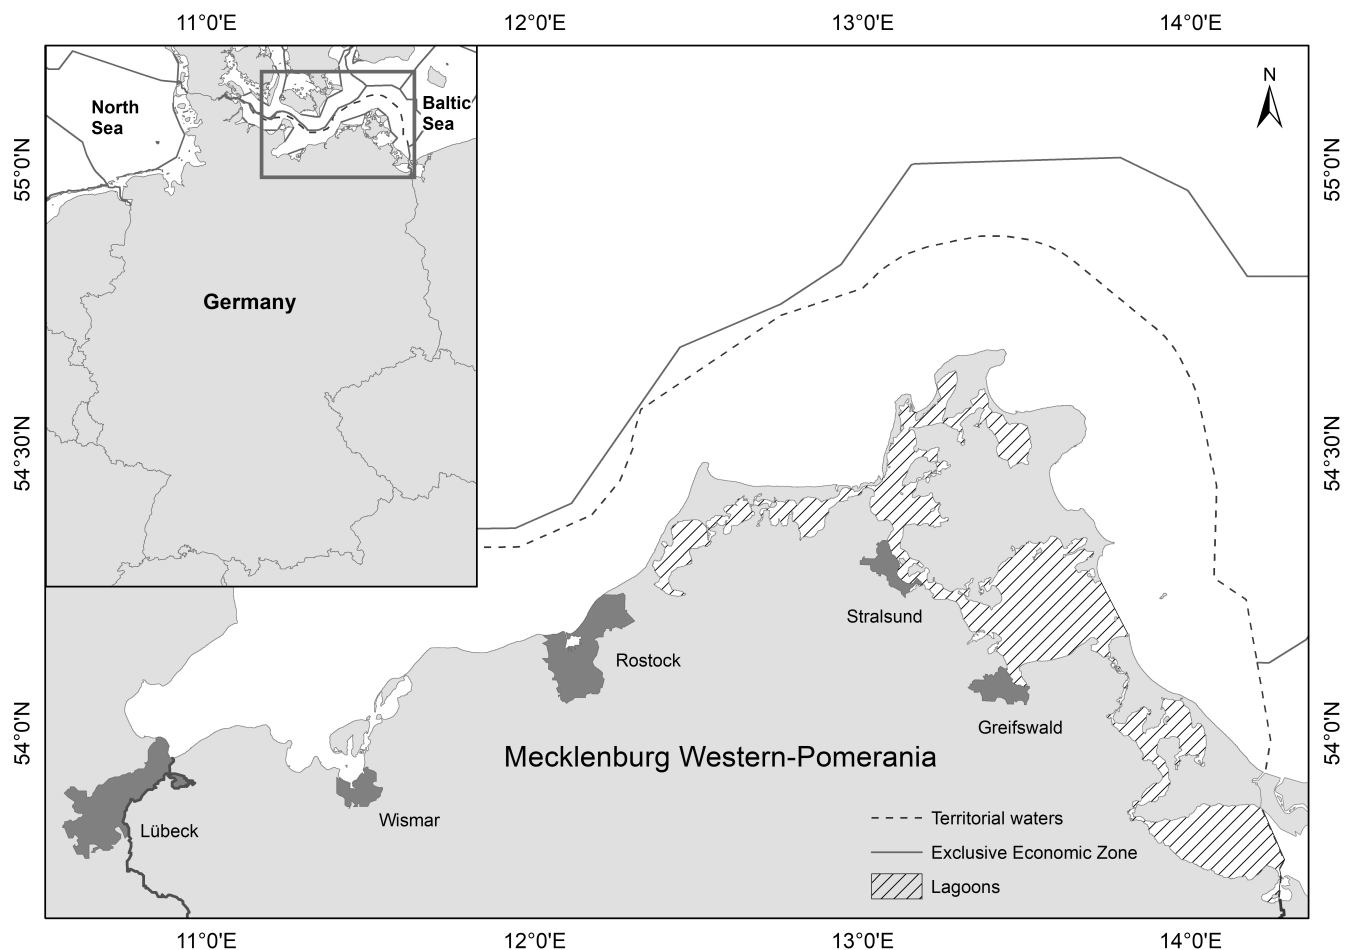 11°0'E
12°0'E
13°0'E
14°0'E
N
North
Sea
Baltic
Sea
55°0'N
55°0'N
Germany
54°30'N
54°30'N
Stralsund
Rostock
Greifswald
54°0'N
54°0'N
Mecklenburg Western-Pomerania
Wismar
Lübeck
Territorial waters
Exclusive Economic Zone
Lagoons
11°0'E
12°0'E
13°0'E
14°0'E